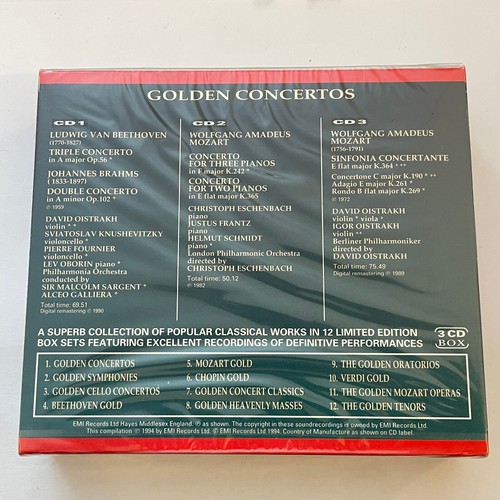 GOLDEN CONCERTOS
CD 1
LUDWIG VAN BEETHOVEN
(1770-1827)
TRIPLE CONCERTO
in A major Op.56 *
JOHANNES BRAHMS
(1833-1897)
DOUBLE CONCERTO
in A minor Op.102 *
℗ 1959
DAVID OISTRAKH
violin * *
SVIATOSLAV KNUSHEVITZKY
violoncello *
PIERRE FOURNIER
violoncello *
LEV OBORIN piano *
Philharmonia Orchestra
conducted by
SIR MALCOLM SARGENT *
ALCEO GALLIERA *
Total time: 69.51
Digital remastering ℗ 1990
CD 2
WOLFGANG AMADEUS
MOZART
CONCERTO
FOR THREE PIANOS
in F major K.242 *
CONCERTO
FOR TWO PIANOS
in E flat major K.365
CHRISTOPH ESCHENBACH
piano
JUSTUS FRANTZ
piano
HELMUT SCHMIDT
piano *
London Philharmonic Orchestra
directed by
CHRISTOPH ESCHENBACH
Total time: 50.12
℗ 1982
CD 3
WOLFGANG AMADEUS
MOZART
(1756-1791)
SINFONIA CONCERTANTE
E flat major K.364 * **
Concertone C major K.190 * **
Adagio E major K.261 *
Rondo B flat major K.269 *
℗ 1972
DAVID OISTRAKH
violin * viola *
IGOR OISTRAKH
violin **
Berliner Philharmoniker
directed by
DAVID OISTRAKH
Total time: 75.49
Digital remastering ℗ 1989
A SUPERB COLLECTION OF POPULAR CLASSICAL WORKS IN 12 LIMITED EDITION
BOX SETS FEATURING EXCELLENT RECORDINGS OF DEFINITIVE PERFORMANCES
3 CD
BOX
1. GOLDEN CONCERTOS
2. GOLDEN SYMPHONIES
3. GOLDEN CELLO CONCERTOS
4. BEETHOVEN GOLD
5. MOZART GOLD
6. CHOPIN GOLD
7. GOLDEN CONCERT CLASSICS
8. GOLDEN HEAVENLY MASSES
9. THE GOLDEN ORATORIOS
10. VERDI GOLD
11. THE GOLDEN MOZART OPERAS
12. THE GOLDEN TENORS
EMI Records Ltd Hayes Middlesex England. ℗ as shown. The copyright in these soundrecordings is owned by EMI Records Ltd.
This compilation ℗ 1994 by EMI Records Ltd. © EMI Records Ltd 1994. Country of Manufacture as shown on CD label.